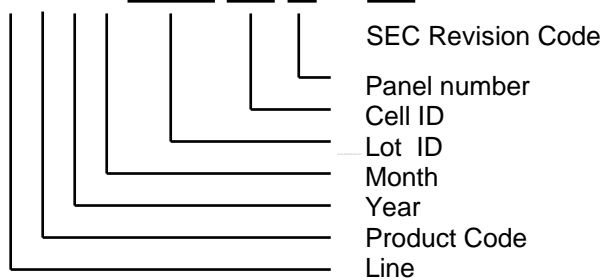 SEC Revision Code
Panel number
Cell ID
Lot ID
Month
Year
Product Code
Line